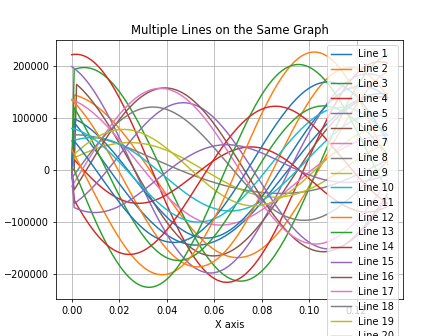 Multiple Lines on the Same Graph
200000
100000
0
−100000
−200000
0.00
0.02
0.04
0.06
0.08
0.10
X axis
Line 1
Line 2
Line 3
Line 4
Line 5
Line 6
Line 7
Line 8
Line 9
Line 10
Line 11
Line 12
Line 13
Line 14
Line 15
Line 16
Line 17
Line 18
Line 19
Line 20